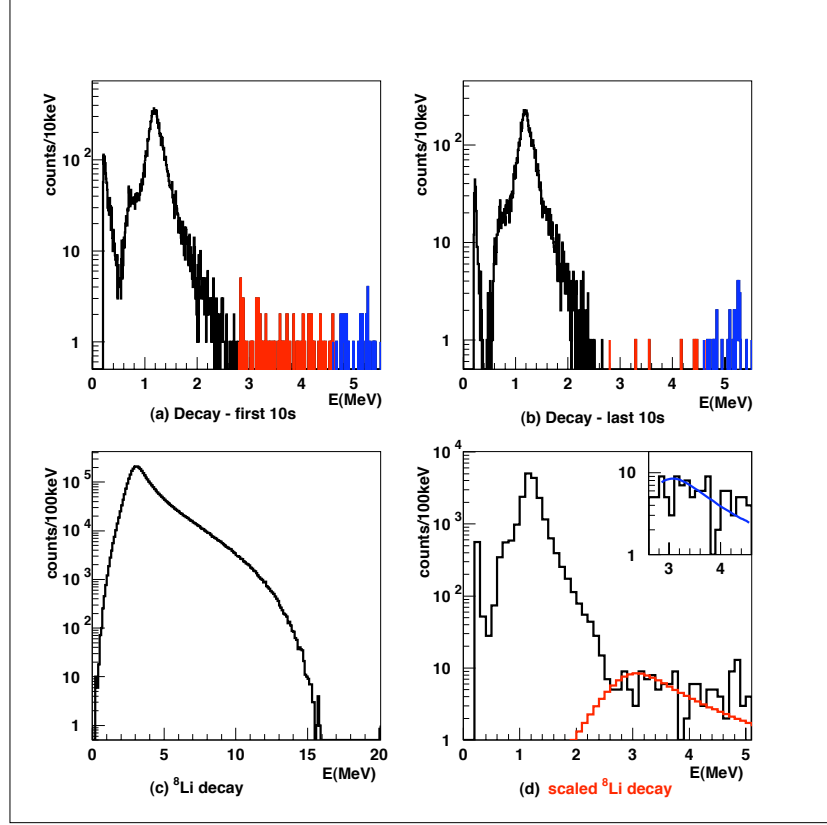 counts/10keV
10²
10
1
0 1 2 3 4 5
E(MeV)
(a) Decay - first 10s
counts/10keV
10²
10
1
0 1 2 3 4 5
E(MeV)
(b) Decay - last 10s
counts/100keV
10⁵
10⁴
10³
10²
10
1
0 5 10 15 20
E(MeV)
(c) ⁸Li decay
counts/100keV
10⁴
10³
10²
10
1
0 1 2 3 4 5
E(MeV)
10
1
3 4
(d) scaled ⁸Li decay